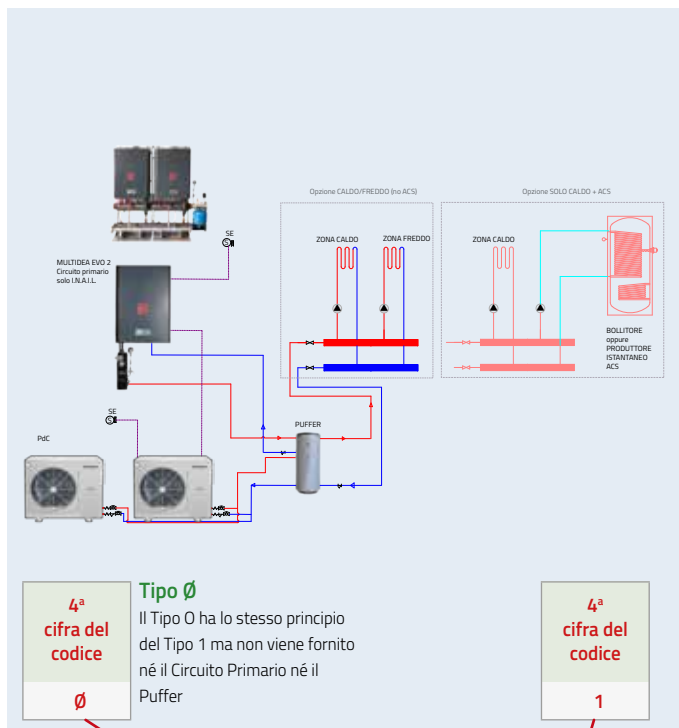 Opzione CALDO/FREDDO (no ACS)
Opzione SOLO CALDO + ACS
SE
S
ZONA CALDO
ZONA FREDDO
ZONA CALDO
MULTIDEA EVO 2
Circuito primario
solo I.N.A.I.L.
BOLLITORE
oppure
PRODUTTORE
ISTANTANEO
ACS
SE
S
PdC
PUFFER
4ª
cifra del
codice
Ø
Tipo Ø
Il Tipo O ha lo stesso principio
del Tipo 1 ma non viene fornito
né il Circuito Primario né il
Puffer
4ª
cifra del
codice
1